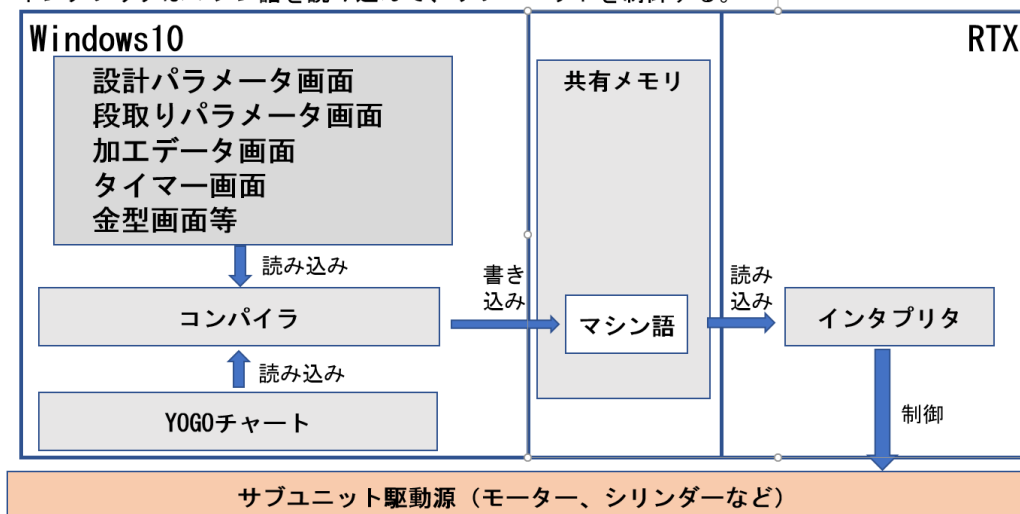 Windows10
RTX
設計パラメータ画面
段取りパラメータ画面
加工データ画面
タイマー画面
金型画面等
共有メモリ
読み込み
書き
込み
読み
込み
コンパイラ
マシン語
インタプリタ
読み込み
YOGOチャート
制御
サブユニット駆動源（モーター、シリンダーなど）